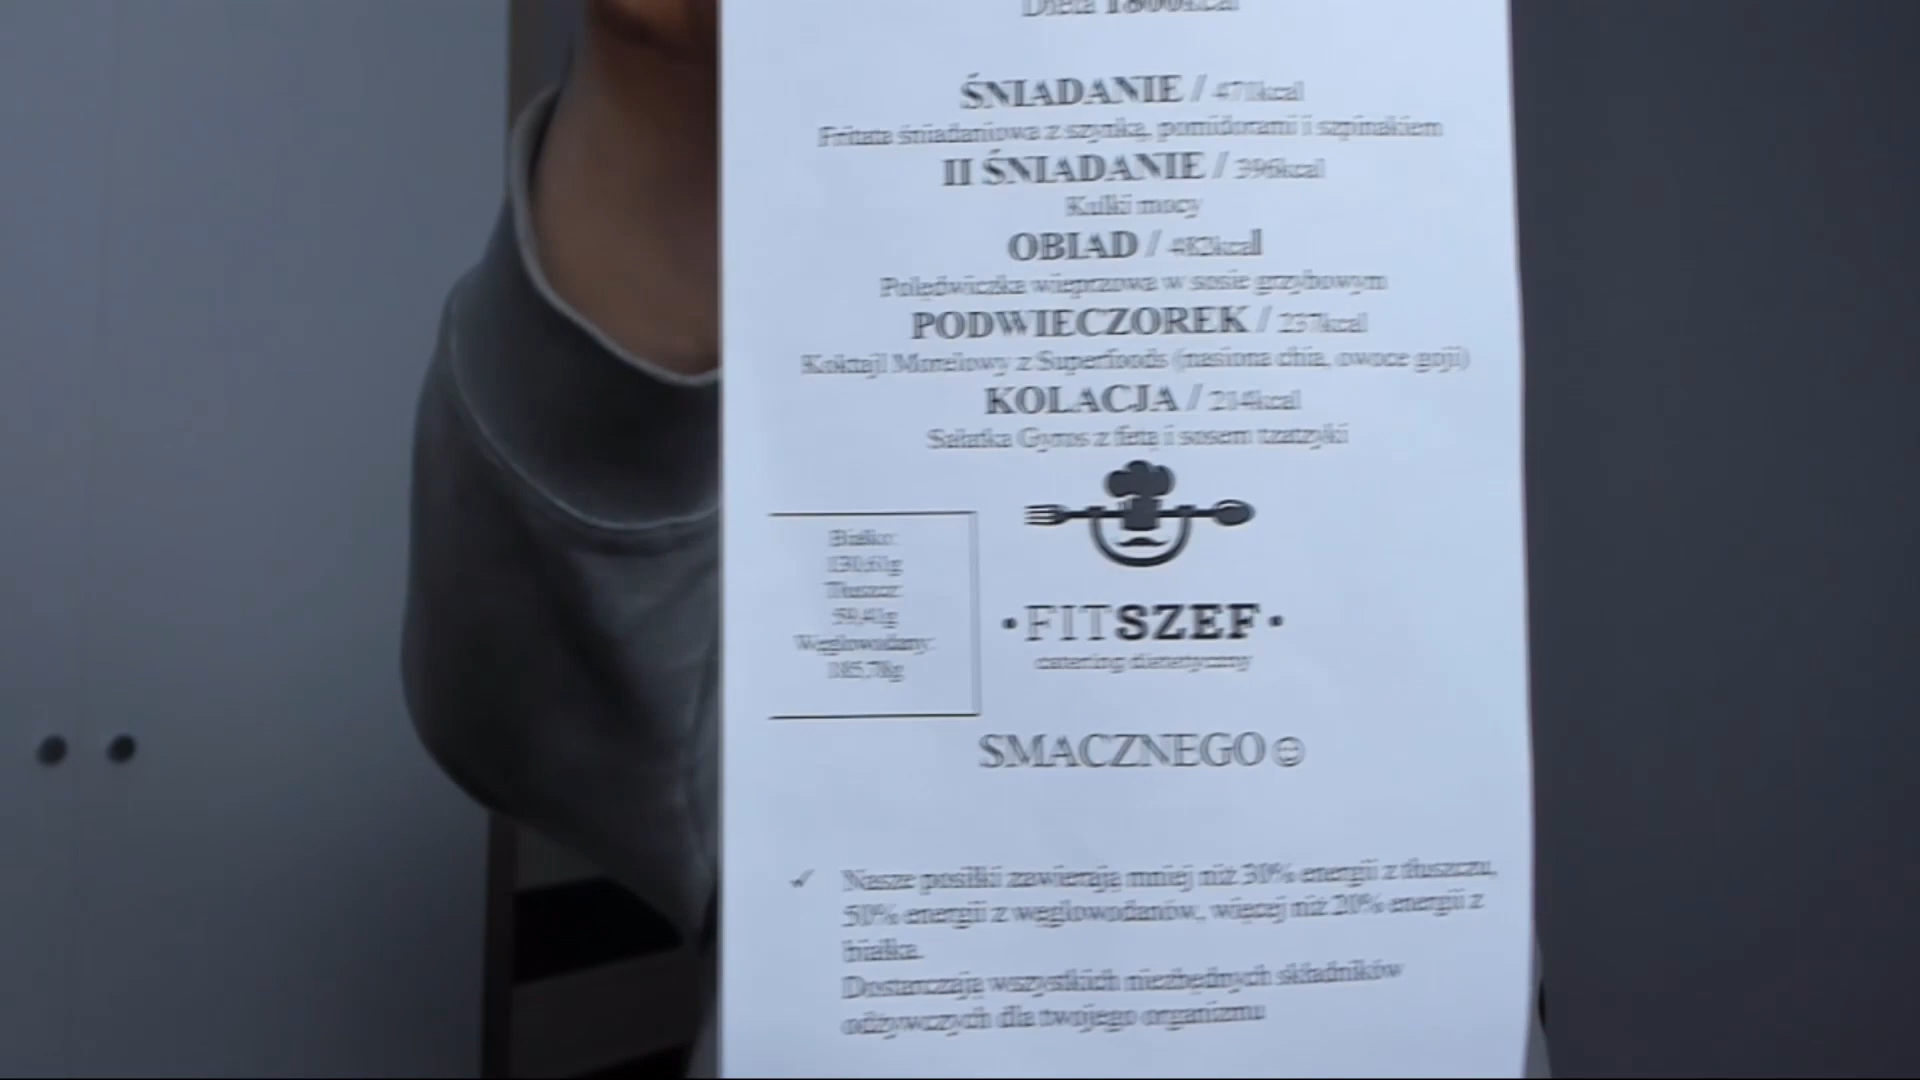 Dieta 1800kcal
ŚNIADANIE / 471kcal
Fritata śniadaniowa z szynką, pomidorami i szpinakiem
II ŚNIADANIE / 396kcal
Kulki mocy
OBIAD / 482kcal
Polędwiczka wieprzowa w sosie grzybowym
PODWIECZOREK / 237kcal
Koktajl Morelowy z Superfoods (nasiona chia, owoce goji)
KOLACJA / 214kcal
Sałatka Gyros z fetą i sosem tzatzyki
Białko:
130,61g
Tłuszcz:
59,41g
Węglowodany:
185,78g
•FITSZEF•
catering dietetyczny
SMACZNEGO☺
✓ Nasze posiłki zawierają mniej niż 30% energii z tłuszczu,
50% energii z węglowodanów, więcej niż 20% energii z
białka.
Dostarczają wszystkich niezbędnych składników
odżywczych dla twojego organizmu